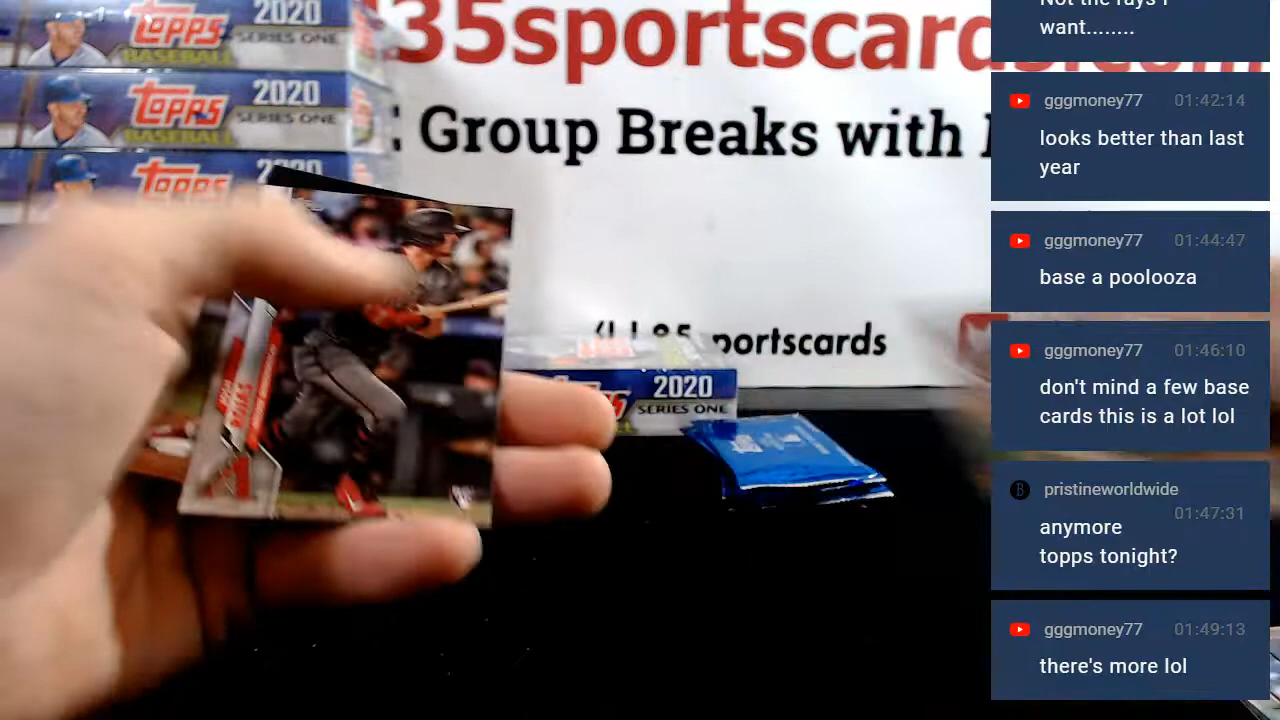 TOPPS 2020
SERIES ONE
BASEBALL
TOPPS 2020
SERIES ONE
BASEBALL
TOPPS
35sportscard
Group Breaks with
portscards
2020
SERIES ONE
want........
gggmoney77 01:42:14
looks better than last
year
gggmoney77 01:44:47
base a poolooza
gggmoney77 01:46:10
don't mind a few base
cards this is a lot lol
pristineworldwide
01:47:31
anymore
topps tonight?
gggmoney77 01:49:13
there's more lol